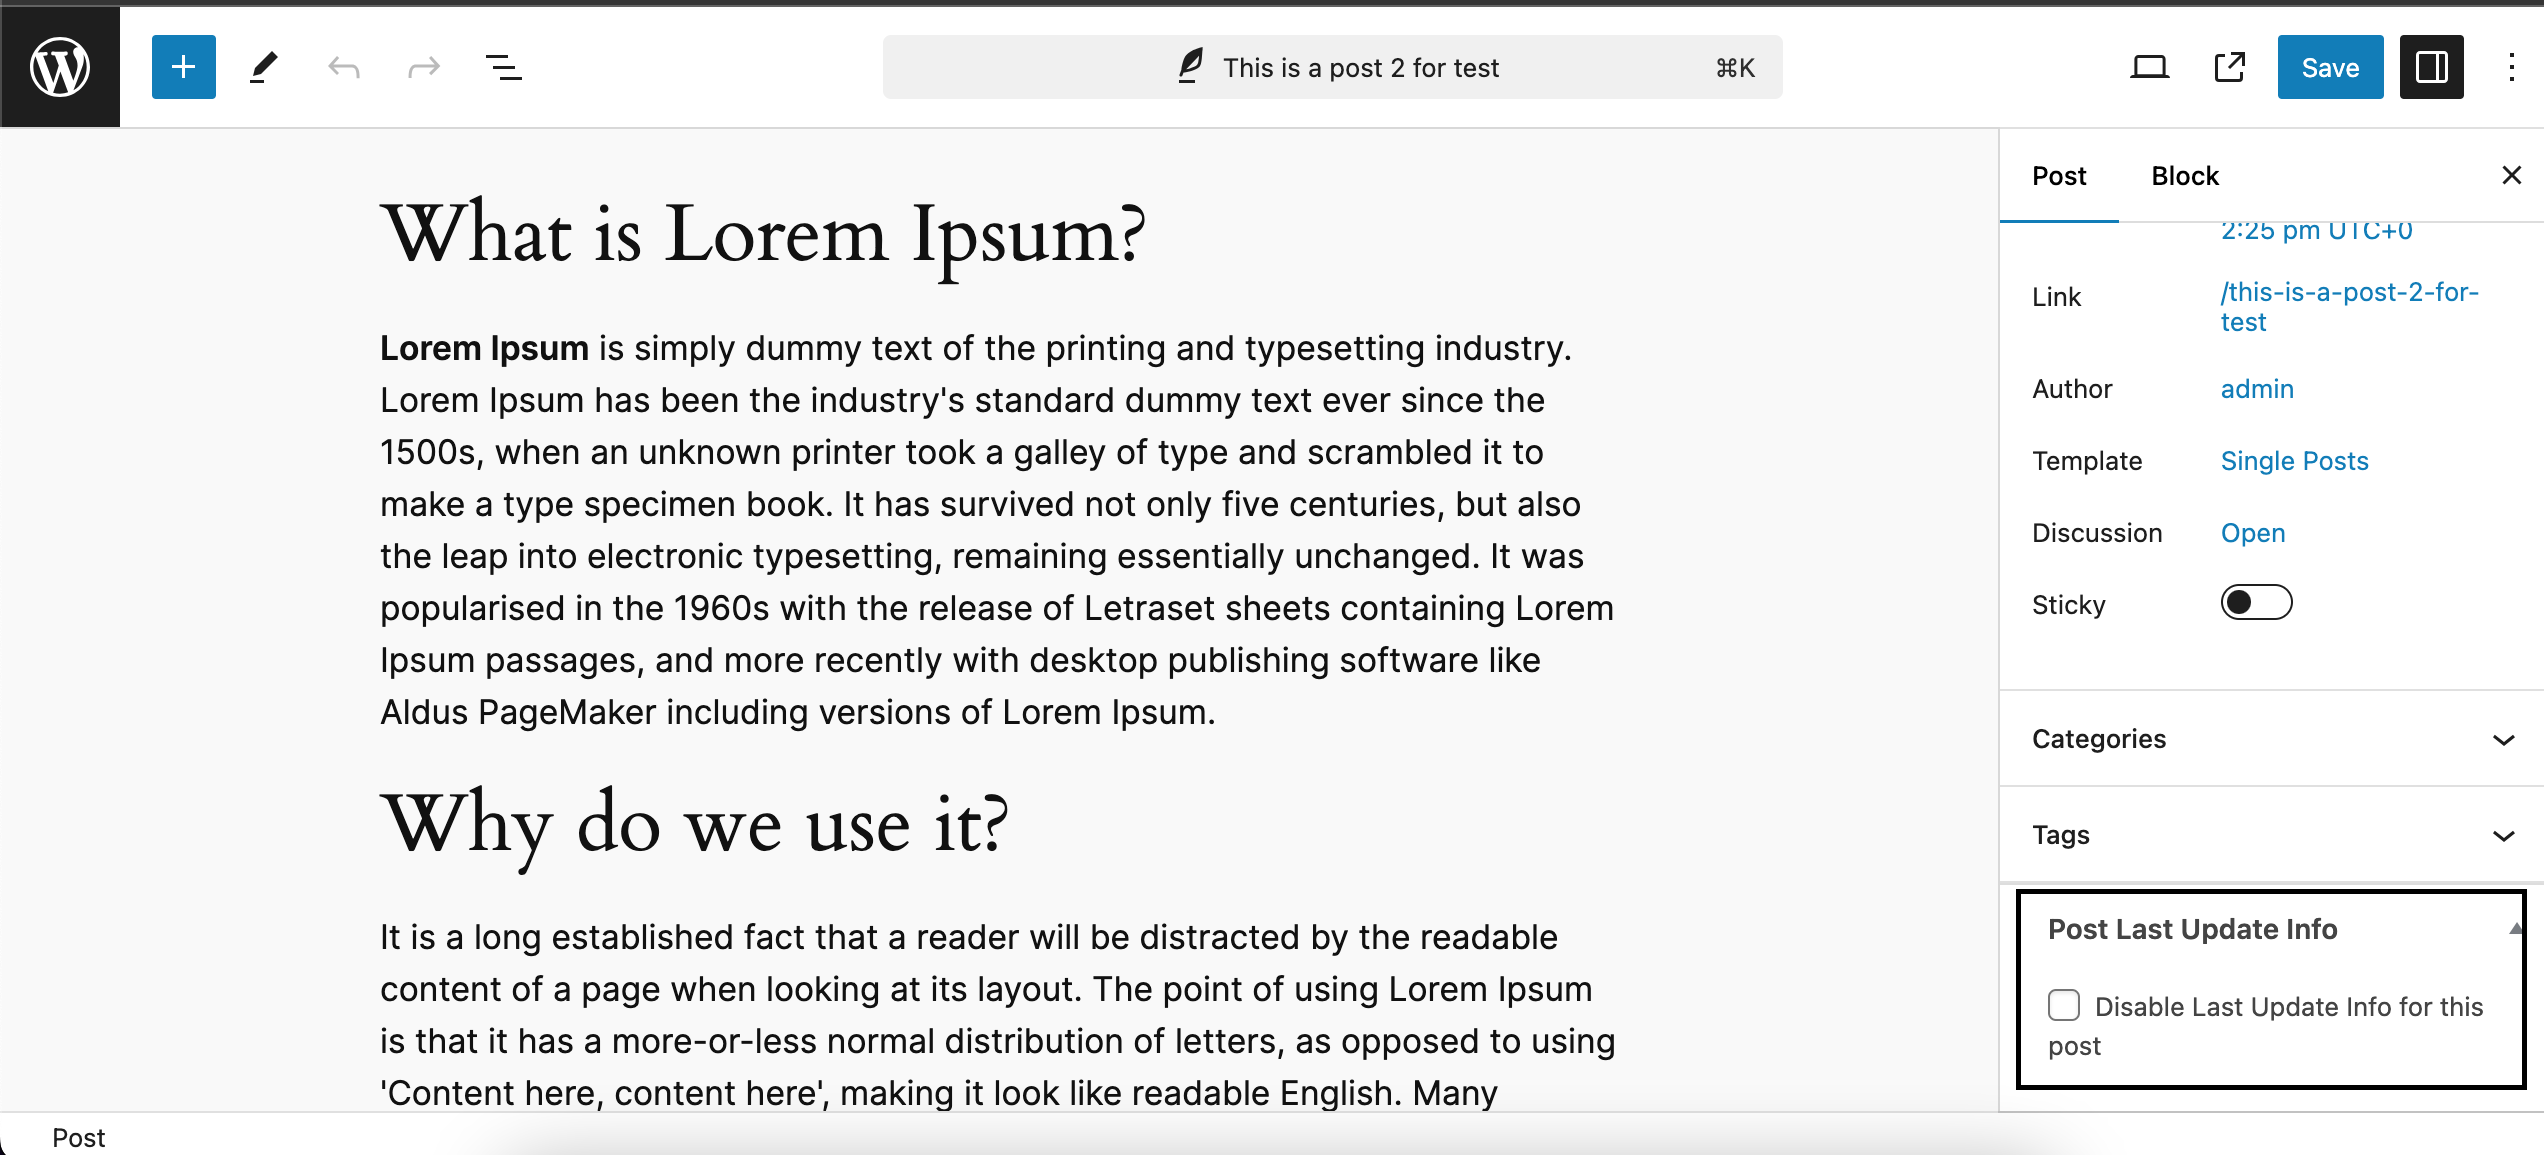 This is a post 2 for test
⌘K
Save
What is Lorem Ipsum?
Lorem Ipsum is simply dummy text of the printing and typesetting industry.
Lorem Ipsum has been the industry's standard dummy text ever since the
1500s, when an unknown printer took a galley of type and scrambled it to
make a type specimen book. It has survived not only five centuries, but also
the leap into electronic typesetting, remaining essentially unchanged. It was
popularised in the 1960s with the release of Letraset sheets containing Lorem
Ipsum passages, and more recently with desktop publishing software like
Aldus PageMaker including versions of Lorem Ipsum.
Why do we use it?
It is a long established fact that a reader will be distracted by the readable
content of a page when looking at its layout. The point of using Lorem Ipsum
is that it has a more-or-less normal distribution of letters, as opposed to using
'Content here, content here', making it look like readable English. Many
Post
Block
2:25 pm UTC+0
Link
/this-is-a-post-2-for-
test
Author
admin
Template
Single Posts
Discussion
Open
Sticky
Categories
Tags
Post Last Update Info
Disable Last Update Info for this
post
Post